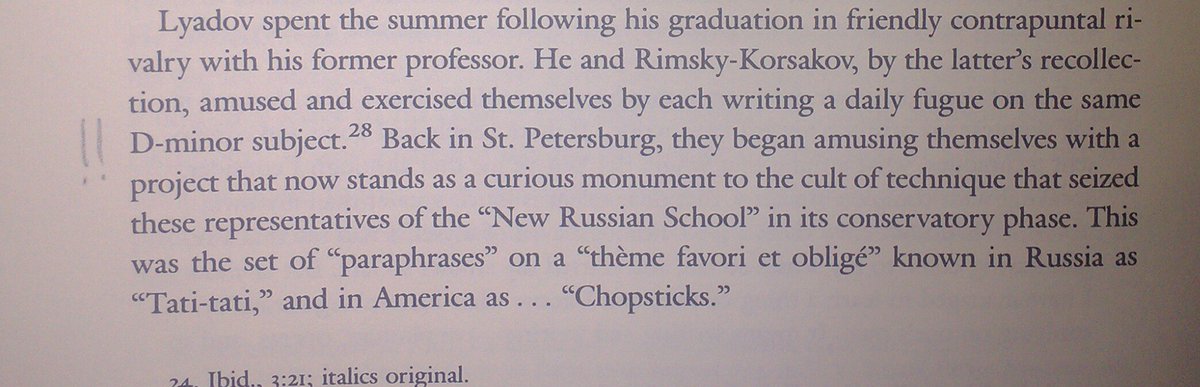 Lyadov spent the summer following his graduation in friendly contrapuntal ri-
valry with his former professor. He and Rimsky-Korsakov, by the latter’s recollec-
tion, amused and exercised themselves by each writing a daily fugue on the same
!! D-minor subject.28 Back in St. Petersburg, they began amusing themselves with a
project that now stands as a curious monument to the cult of technique that seized
these representatives of the “New Russian School” in its conservatory phase. This
was the set of “paraphrases” on a “thème favori et obligé” known in Russia as
“Tati-tati,” and in America as . . . “Chopsticks.”
24. Ibid., 3:21; italics original.